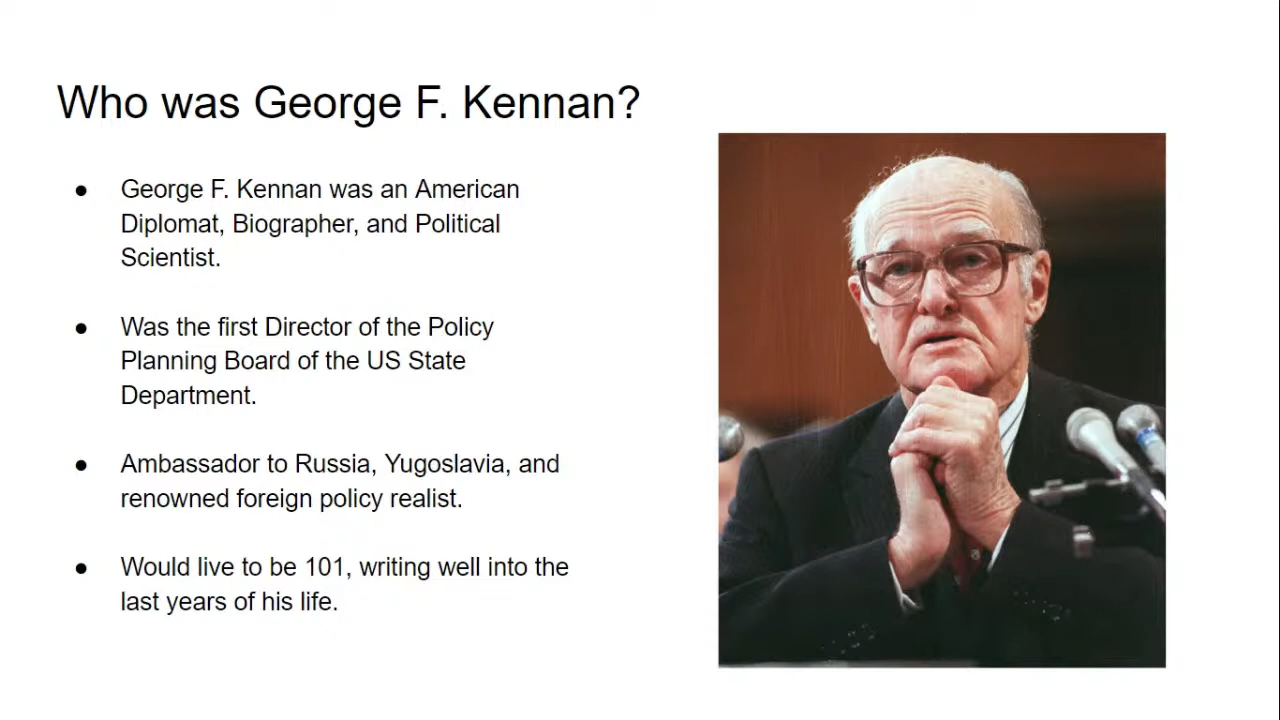 Who was George F. Kennan?
● George F. Kennan was an American
Diplomat, Biographer, and Political
Scientist.
● Was the first Director of the Policy
Planning Board of the US State
Department.
● Ambassador to Russia, Yugoslavia, and
renowned foreign policy realist.
● Would live to be 101, writing well into the
last years of his life.